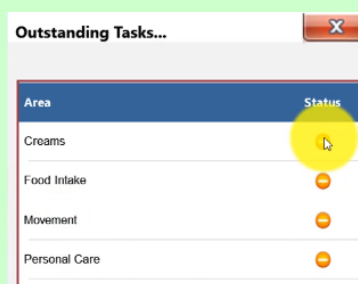 Outstanding Tasks...
Area Status
Creams
Food Intake
Movement
Personal Care